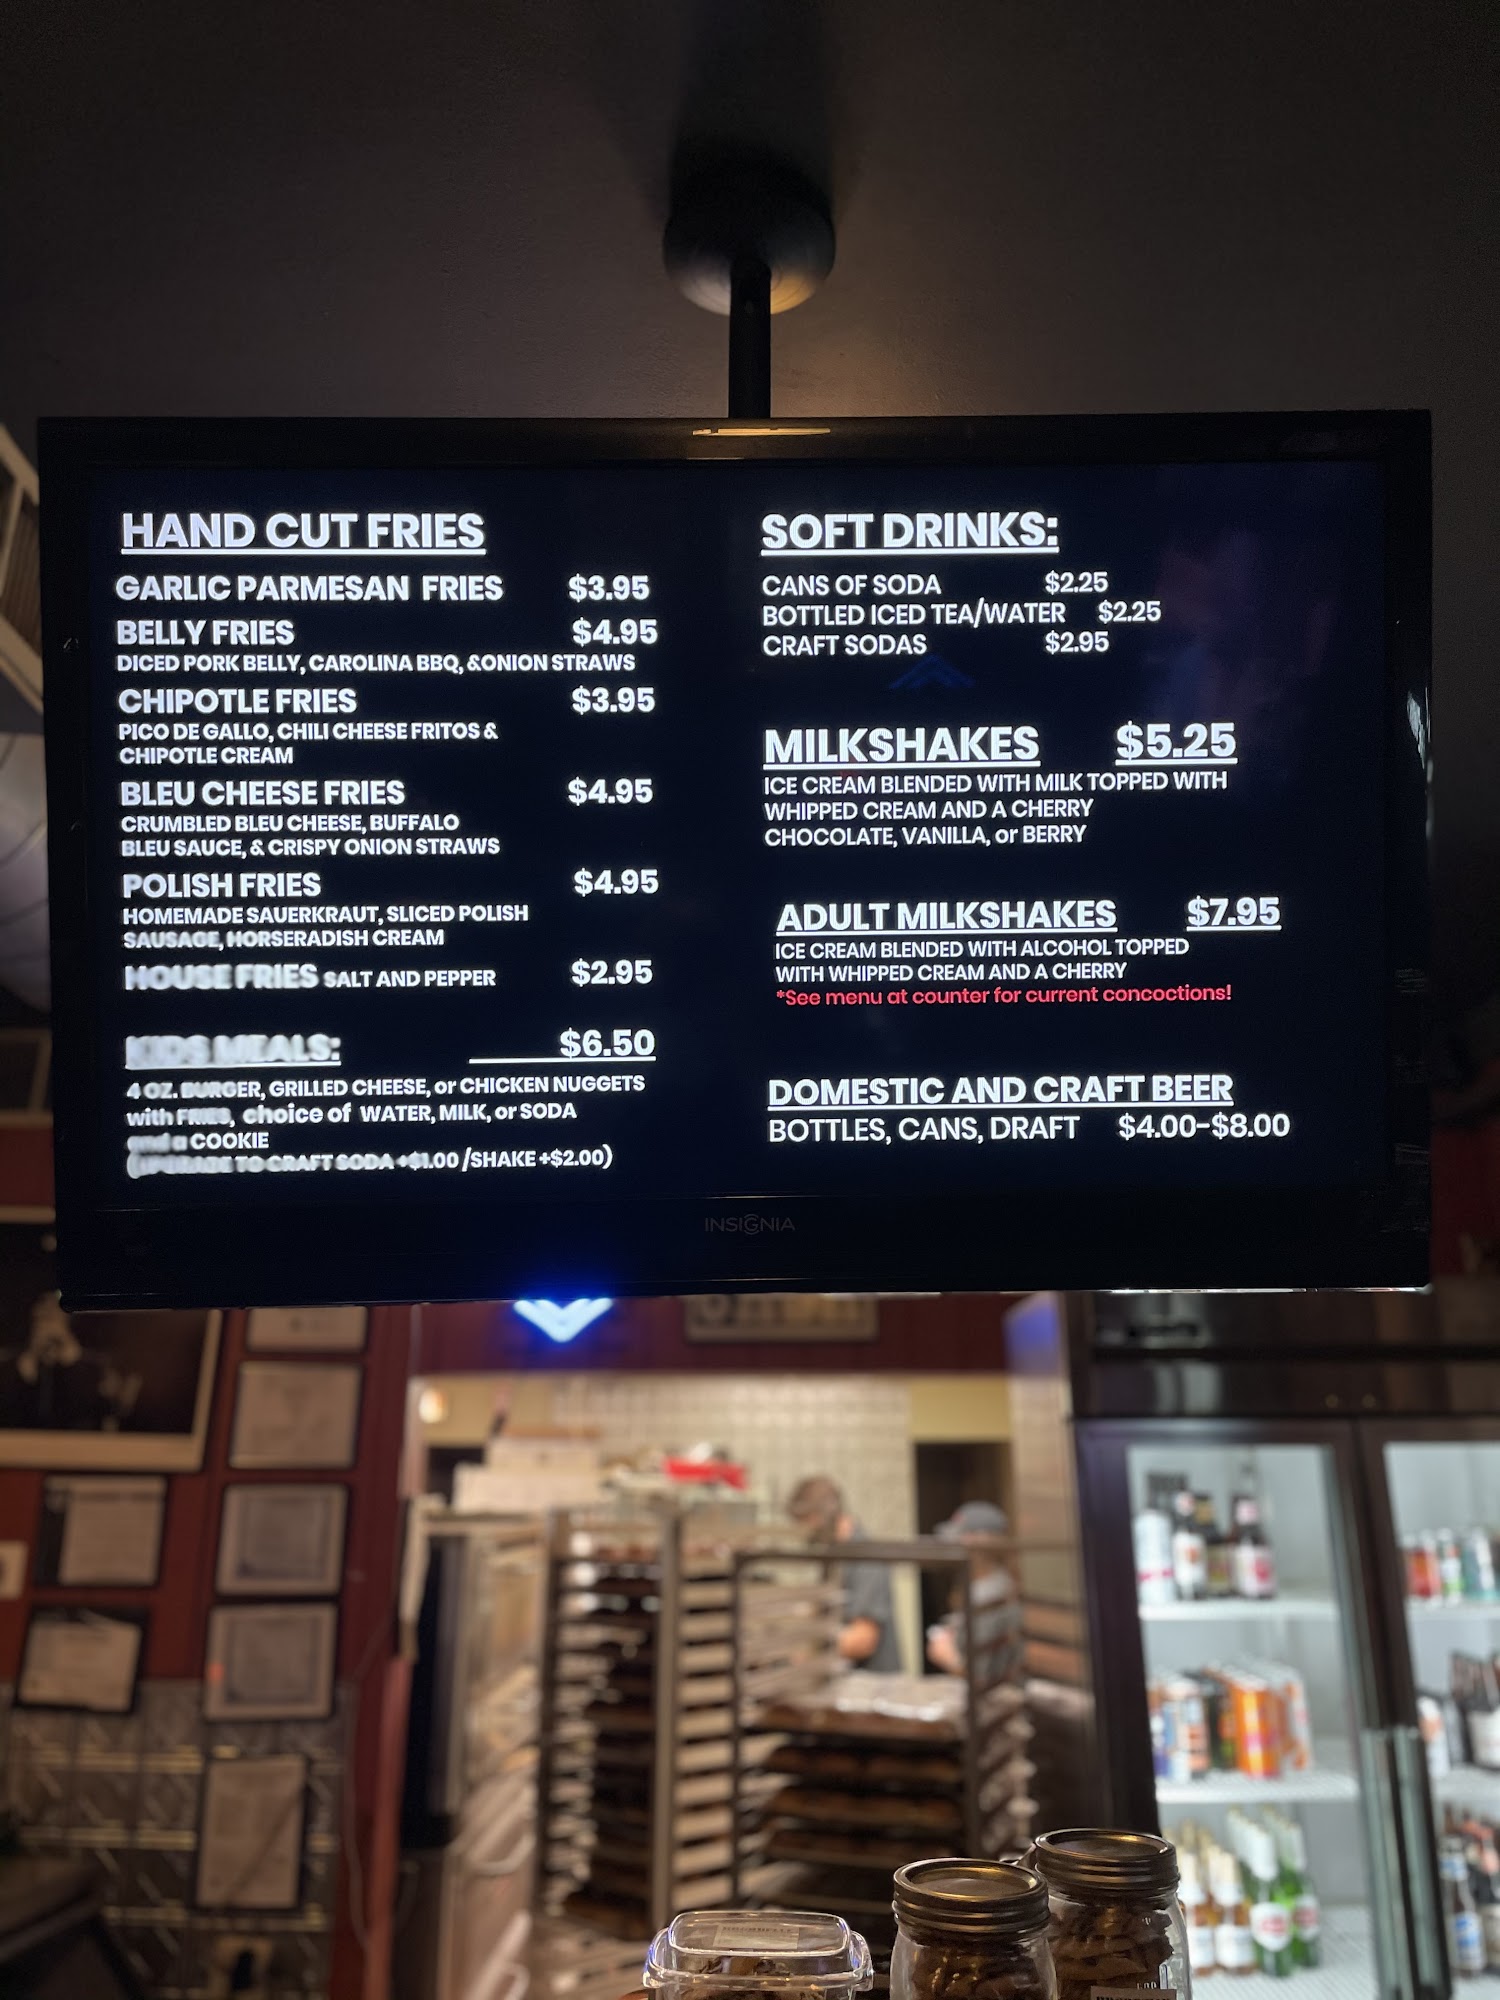 HAND CUT FRIES
GARLIC PARMESAN FRIES $3.95
BELLY FRIES $4.95
DICED PORK BELLY, CAROLINA BBQ, &ONION STRAWS
CHIPOTLE FRIES $3.95
PICO DE GALLO, CHILI CHEESE FRITOS &
CHIPOTLE CREAM
BLEU CHEESE FRIES $4.95
CRUMBLED BLEU CHEESE, BUFFALO
BLEU SAUCE, & CRISPY ONION STRAWS
POLISH FRIES $4.95
HOMEMADE SAUERKRAUT, SLICED POLISH
SAUSAGE, HORSERADISH CREAM
HOUSE FRIES SALT AND PEPPER $2.95
KIDS MEALS: $6.50
4 OZ. BURGER, GRILLED CHEESE, or CHICKEN NUGGETS
with FRIES, choice of WATER, MILK, or SODA
and a COOKIE
(UPGRADE TO CRAFT SODA +$1.00 /SHAKE +$2.00)
SOFT DRINKS:
CANS OF SODA $2.25
BOTTLED ICED TEA/WATER $2.25
CRAFT SODAS $2.95
MILKSHAKES $5.25
ICE CREAM BLENDED WITH MILK TOPPED WITH
WHIPPED CREAM AND A CHERRY
CHOCOLATE, VANILLA, or BERRY
ADULT MILKSHAKES $7.95
ICE CREAM BLENDED WITH ALCOHOL TOPPED
WITH WHIPPED CREAM AND A CHERRY
*See menu at counter for current concoctions!
DOMESTIC AND CRAFT BEER
BOTTLES, CANS, DRAFT $4.00-$8.00
INSIGNIA